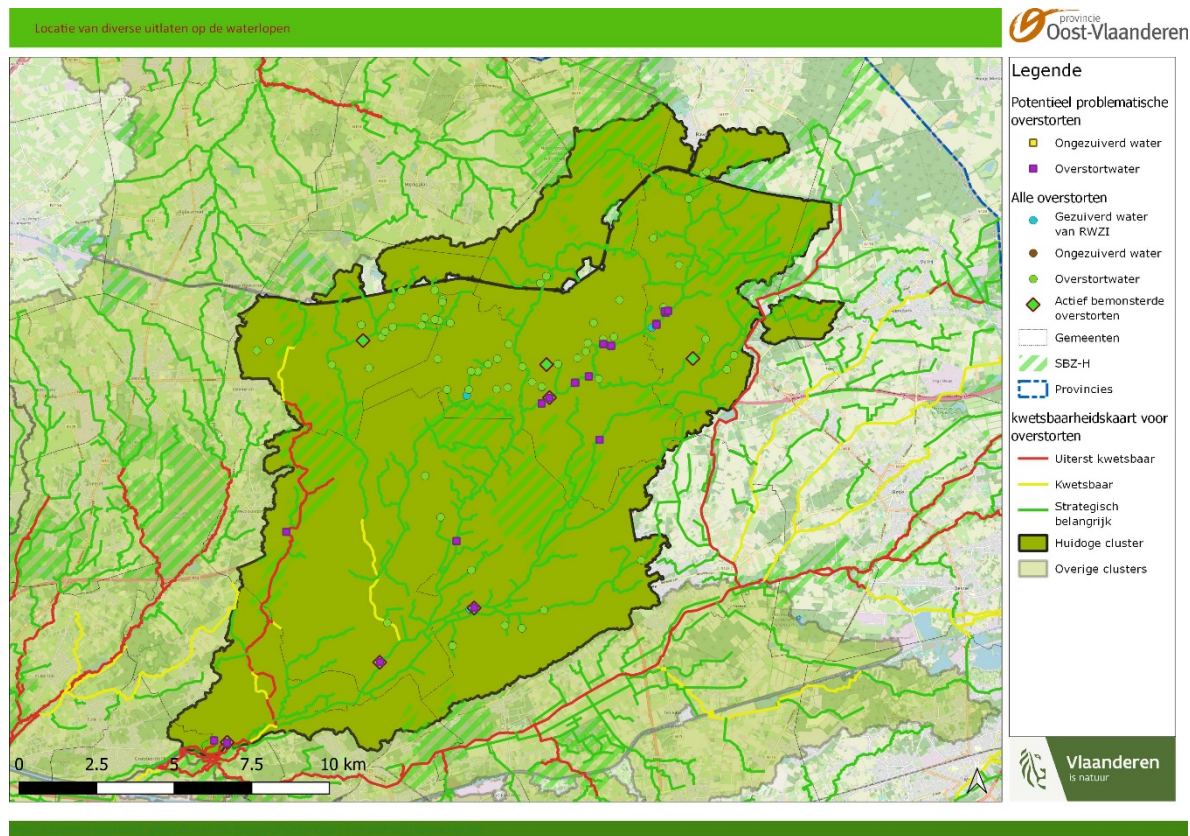 Locatie van diverse uitlaten op de waterlopen
provincie
Oost-Vlaanderen
Legende
Potentieel problematische
overstorten
Ongezuiverd water
Overstortwater
Alle overstorten
Gezuiverd water
van RWZI
Ongezuiverd water
Overstortwater
Actief bemonsterde
overstorten
Gemeenten
SBZ-H
Provincies
kwetsbaarheidskaart voor
overstorten
Uiterst kwetsbaar
Kwetsbaar
Strategisch
belangrijk
Huidoge cluster
Overige clusters
0 2.5 5 7.5 10 km
Vlaanderen
is natuur